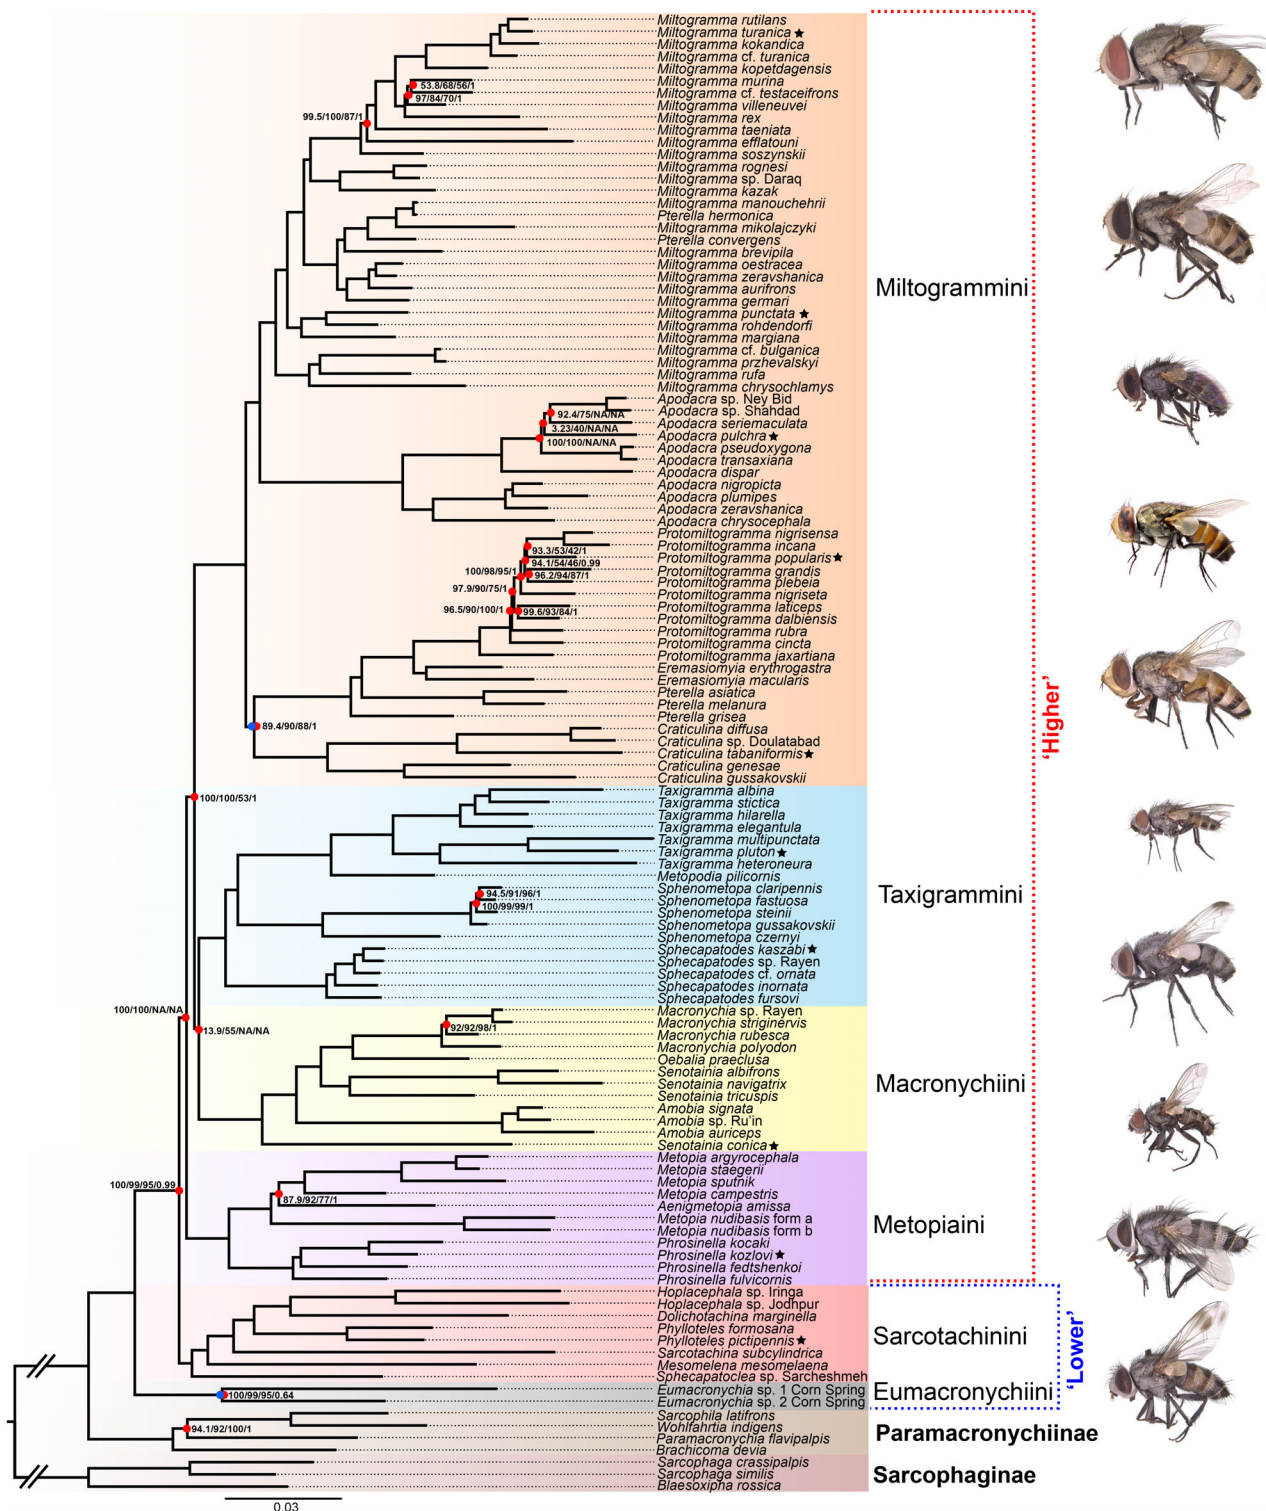 Miltogramma rutilans
Miltogramma turanica ★
Miltogramma kokandica
Miltogramma cf. turanica
Miltogramma kopetdagensis
Miltogramma murina
53.8/68/56/1
Miltogramma cf. testaceifrons
97/84/70/1
Miltogramma villeneuvei
Miltogramma rex
99.5/100/87/1
Miltogramma taeniata
Miltogramma efflatouni
Miltogramma soszynskii
Miltogramma rognesi
Miltogramma sp. Daraq
Miltogramma kazak
Miltogramma manouchehrii
Pterella hermonica
Miltogramma mikolajczyki
Pterella convergens
Miltogramma brevipila
Miltogramma oestracea
Miltogramma zeravshanica
Miltogramma aurifrons
Miltogramma germari
Miltogramma punctata ★
Miltogramma rohdendorfi
Miltogramma margiana
Miltogramma cf. bulganica
Miltogramma przhevalskyi
Miltogramma rufa
Miltogramma chrysochlamys
Miltogrammini
Apodacra sp. Ney Bid
Apodacra sp. Shahdad
92.4/75/NA/NA
Apodacra seriemaculata
3.23/40/NA/NA
Apodacra pulchra ★
100/100/NA/NA
Apodacra pseudoxygona
Apodacra transaxiana
Apodacra dispar
Apodacra nigropicta
Apodacra plumipes
Apodacra zeravshanica
Apodacra chrysocephala
Protomiltogramma nigrisensa
Protomiltogramma incana
93.3/53/42/1
Protomiltogramma popularis ★
94.1/54/46/0.99
Protomiltogramma grandis
100/98/95/1
96.2/94/87/1
Protomiltogramma plebeia
97.9/90/75/1
Protomiltogramma nigriseta
Protomiltogramma laticeps
96.5/90/100/1
99.6/93/84/1
Protomiltogramma dalbiensis
Protomiltogramma rubra
Protomiltogramma cincta
Protomiltogramma jaxartiana
Eremasiomyia erythrogastra
Eremasiomyia macularis
Pterella asiatica
Pterella melanura
Pterella grisea
89.4/90/88/1
Craticulina diffusa
Craticulina sp. Doulatabad
Craticulina tabaniformis ★
Craticulina genesae
Craticulina gussakovskii
'Higher'
Taxigramma albina
100/100/53/1
Taxigramma stictica
Taxigramma hilarella
Taxigramma elegantula
Taxigramma multipunctata
Taxigramma pluton ★
Taxigramma heteroneura
Metopodia pilicornis
Sphenometopa claripennis
94.5/91/96/1
Sphenometopa fastuosa
100/99/99/1
Sphenometopa steinii
Sphenometopa gussakovskii
Sphenometopa czernyi
Sphecapatodes kaszabi ★
Sphecapatodes sp. Rayen
Sphecapatodes cf. ornata
Sphecapatodes inornata
Sphecapatodes fursovi
Taxigrammini
100/100/NA/NA
13.9/55/NA/NA
Macronychia sp. Rayen
Macronychia striginervis
92/92/98/1
Macronychia rubesca
Macronychia polyodon
Oebalia praeclusa
Senotainia albifrons
Senotainia navigatrix
Senotainia tricuspis
Amobia signata
Amobia sp. Ru'in
Amobia auriceps
Senotainia conica ★
Macronychiini
Metopia argyrocephala
Metopia staegerii
Metopia sputnik
100/99/95/0.99
Metopia campestris
87.9/92/77/1
Aenigmetopia amissa
Metopia nudibasis form a
Metopia nudibasis form b
Phrosinella kocaki
Phrosinella kozlovi ★
Phrosinella fedtshenkoi
Phrosinella fulvicornis
Metopiaini
Hoplacephala sp. Iringa
Hoplacephala sp. Jodhpur
Dolichotachina marginella
Phylloteles formosana
Phylloteles pictipennis ★
Sarcotachina subcylindrica
Mesomelena mesomelaena
Sphecapatoclea sp. Sarcheshmeh
Sarcotachinini
'Lower'
Eumacronychia sp. 1 Corn Spring
100/99/95/0.64
Eumacronychia sp. 2 Corn Spring
Eumacronychiini
Sarcophila latifrons
Wohlfahrtia indigens
94.1/92/100/1
Paramacronychia flavipalpis
Brachicoma devia
Paramacronychiinae
Sarcophaga crassipalpis
Sarcophaga similis
Blaesoxipha rossica
Sarcophaginae
0.03